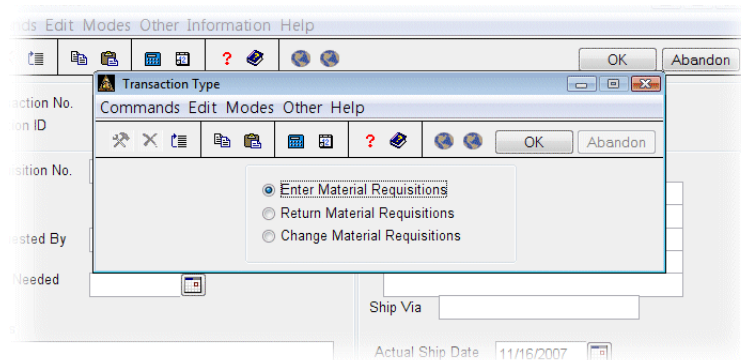 ds Edit Modes Other Information Help
OK Abandon
Transaction Type
Commands Edit Modes Other Help
OK Abandon
action No.
on ID
sition No.
ested By
Needed
Enter Material Requisitions
Return Material Requisitions
Change Material Requisitions
Ship Via
Actual Ship Date 11/16/2007